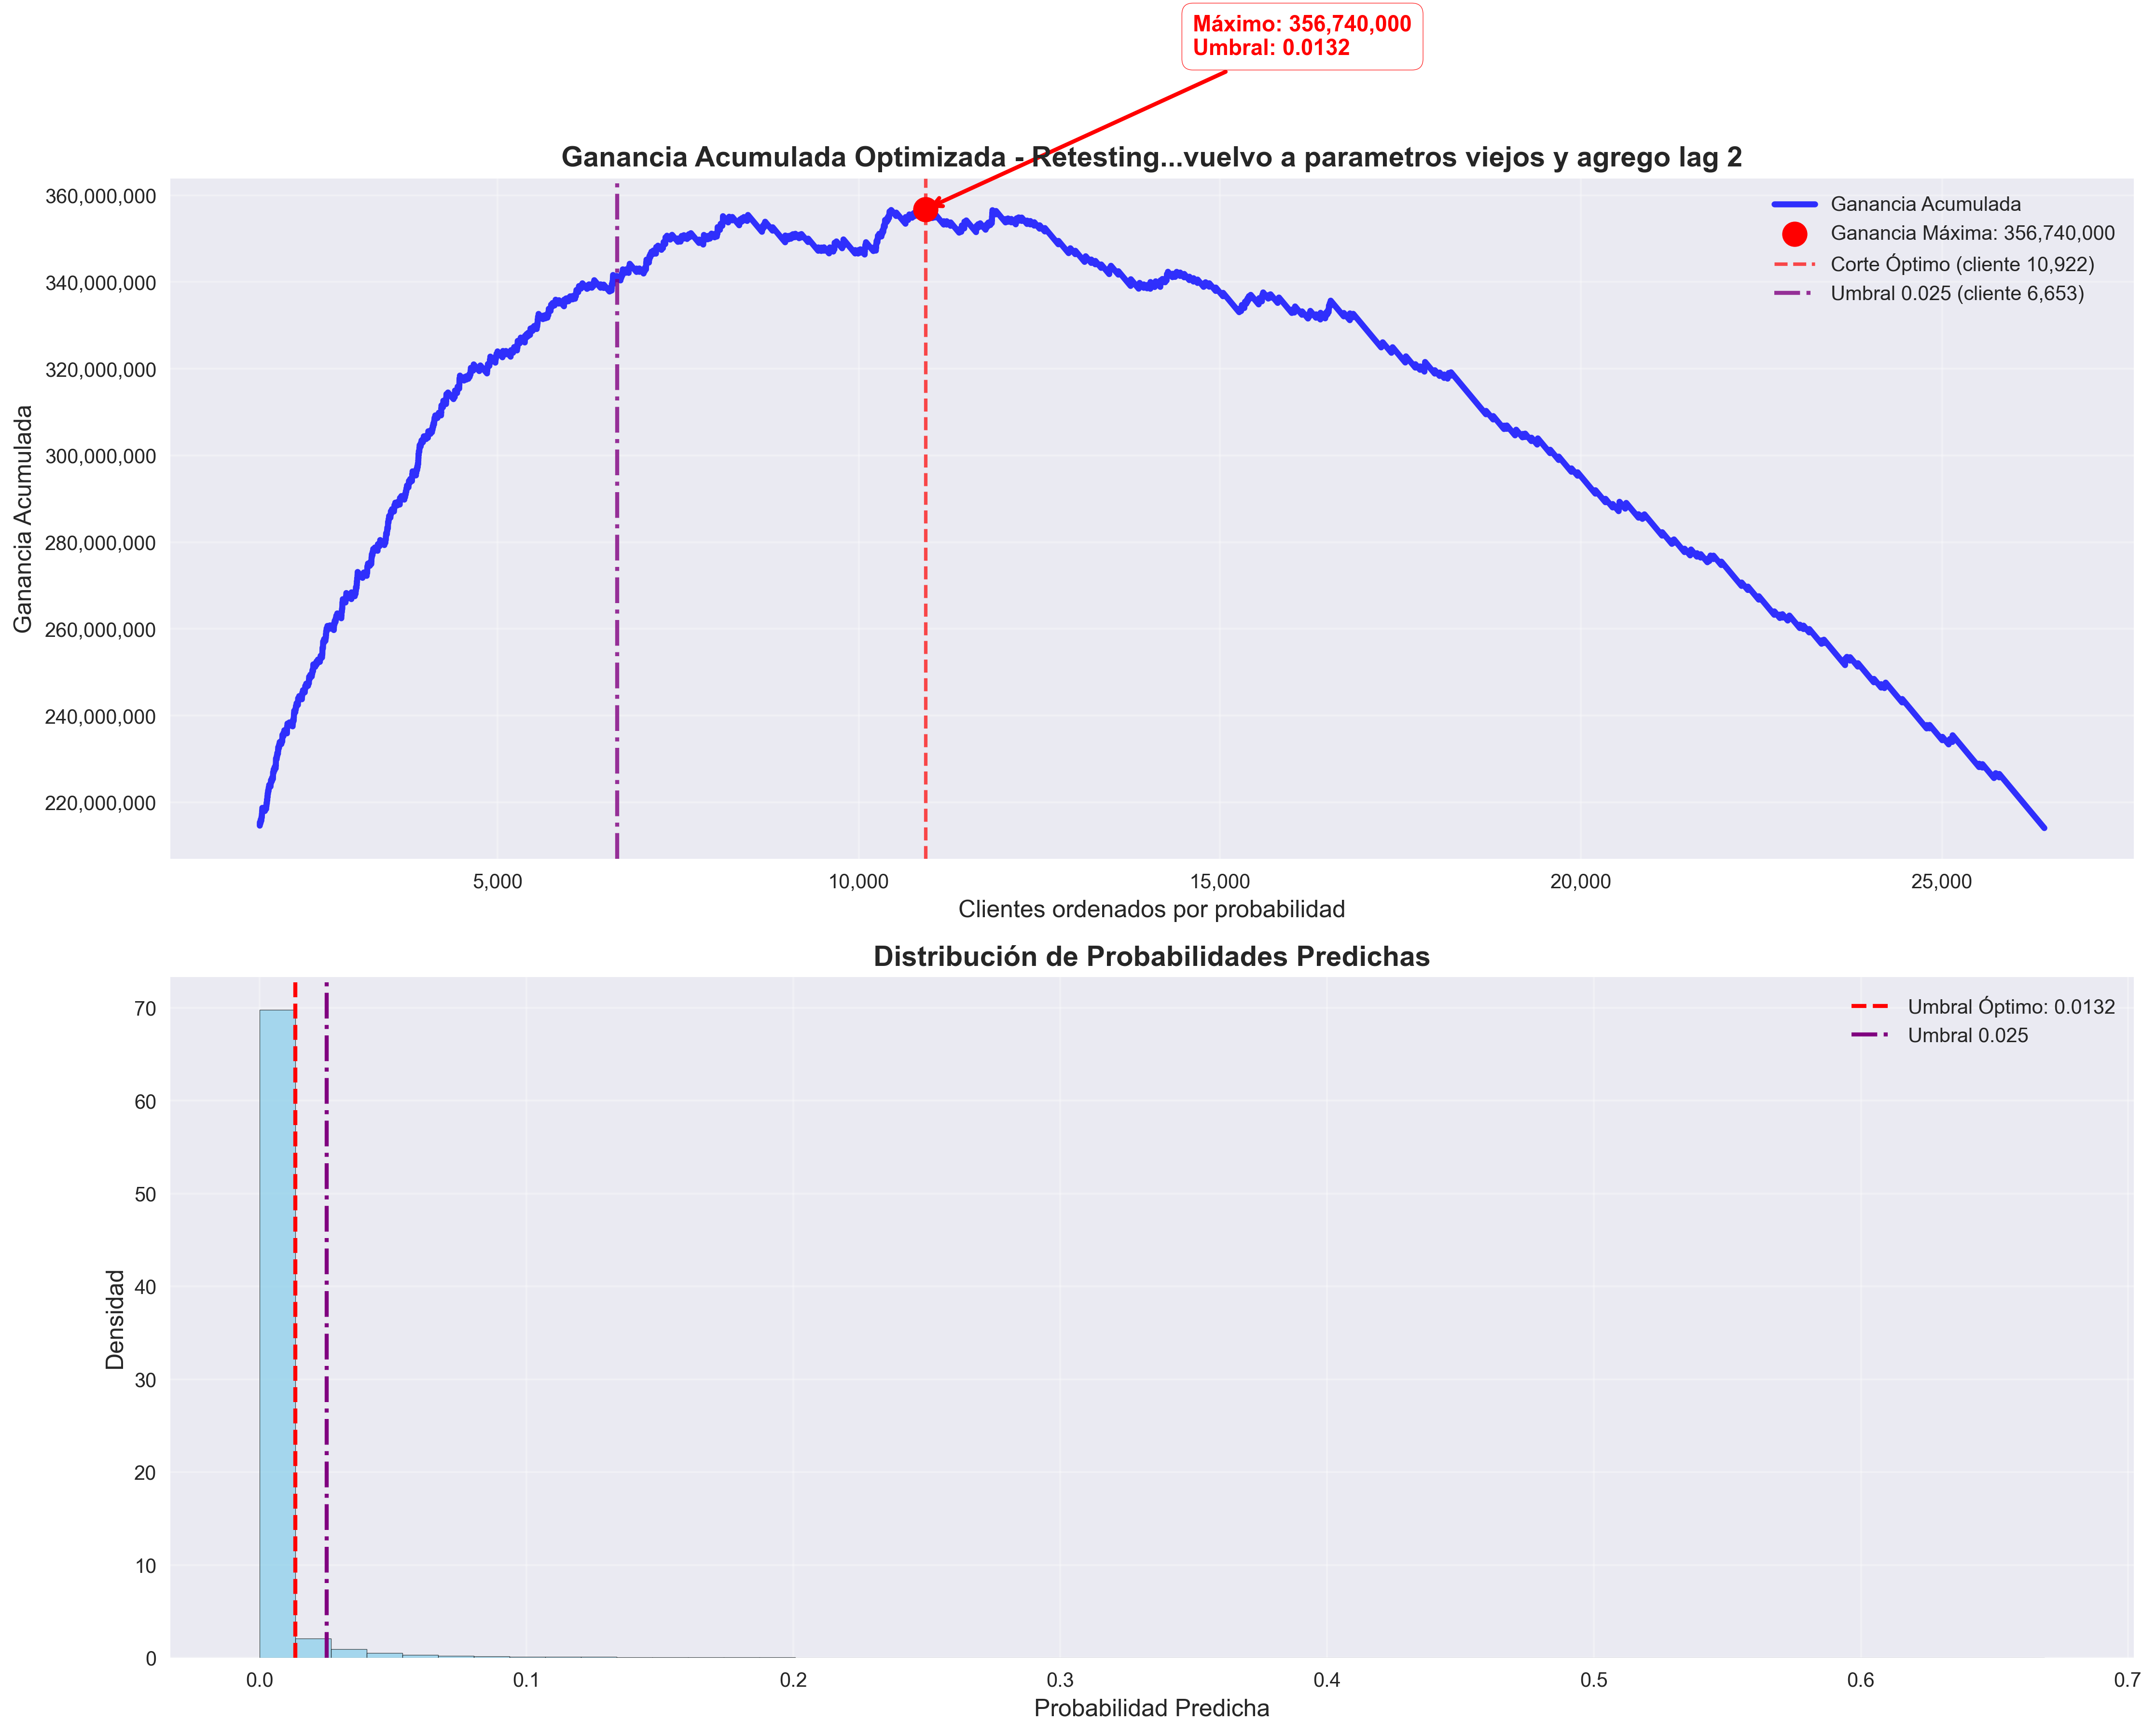 Máximo: 356,740,000
Umbral: 0.0132
Ganancia Acumulada Optimizada - Retesting...vuelvo a parametros viejos y agrego lag 2
Ganancia Acumulada
360,000,000
340,000,000
320,000,000
300,000,000
280,000,000
260,000,000
240,000,000
220,000,000
Ganancia Acumulada
Ganancia Máxima: 356,740,000
Corte Óptimo (cliente 10,922)
Umbral 0.025 (cliente 6,653)
5,000
10,000
15,000
20,000
25,000
Clientes ordenados por probabilidad
Distribución de Probabilidades Predichas
Densidad
70
60
50
40
30
20
10
0
Umbral Óptimo: 0.0132
Umbral 0.025
0.0
0.1
0.2
0.3
0.4
0.5
0.6
0.7
Probabilidad Predicha